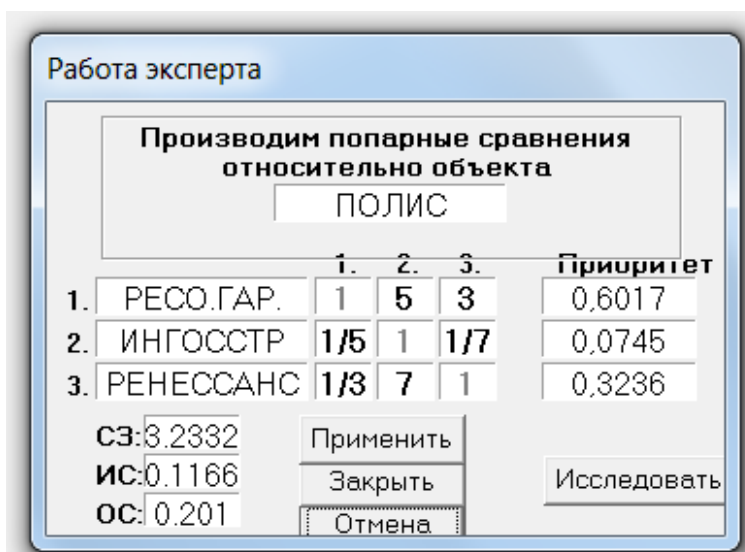 Работа эксперта
Производим попарные сравнения
относительно объекта
ПОЛИС
1. 2. 3. Приоритет
1. РЕСО.ГАР. 1 5 3 0,6017
2. ИНГОССТР 1/5 1 1/7 0,0745
3. РЕНЕССАНС 1/3 7 1 0,3236
СЗ: 3.2332 Применить
ИС: 0.1166 Закрыть Исследовать
ОС: 0.201 Отмена